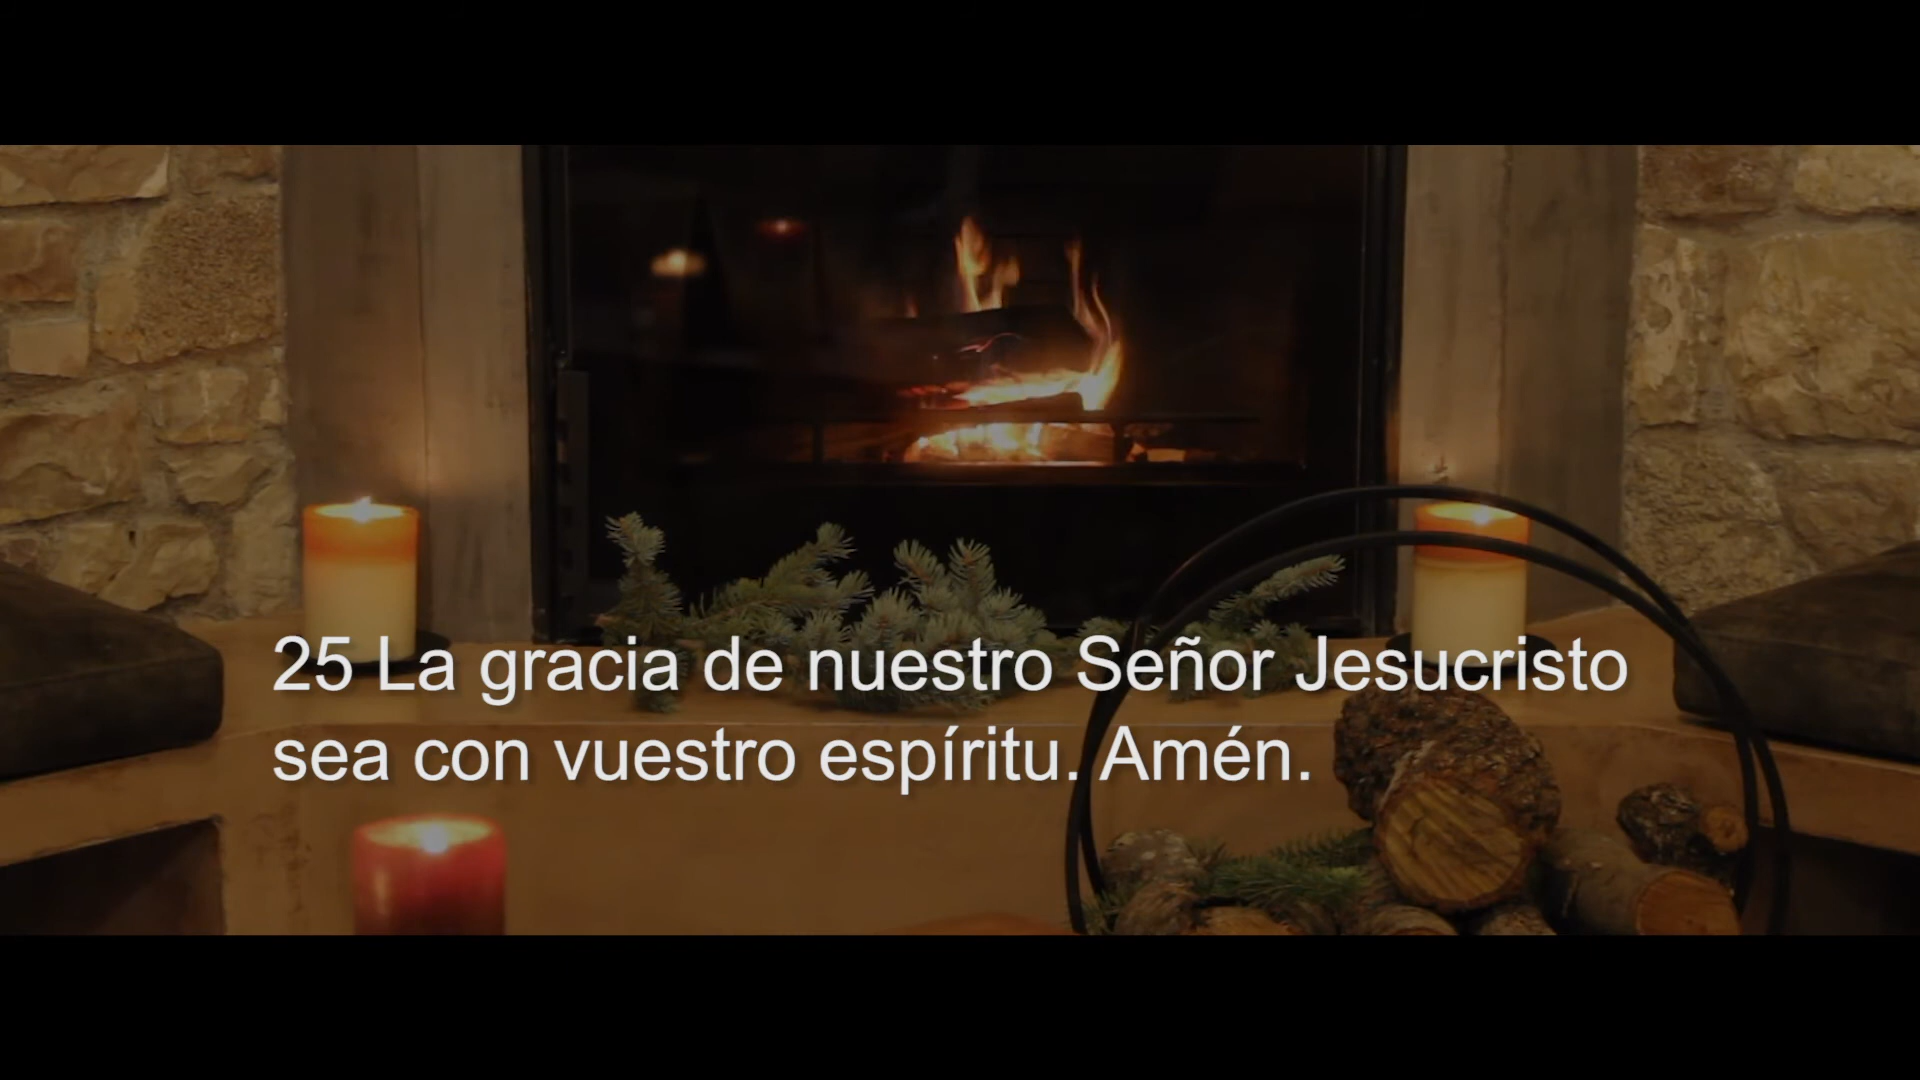 25 La gracia de nuestro Señor Jesucristo
sea con vuestro espíritu. Amén.